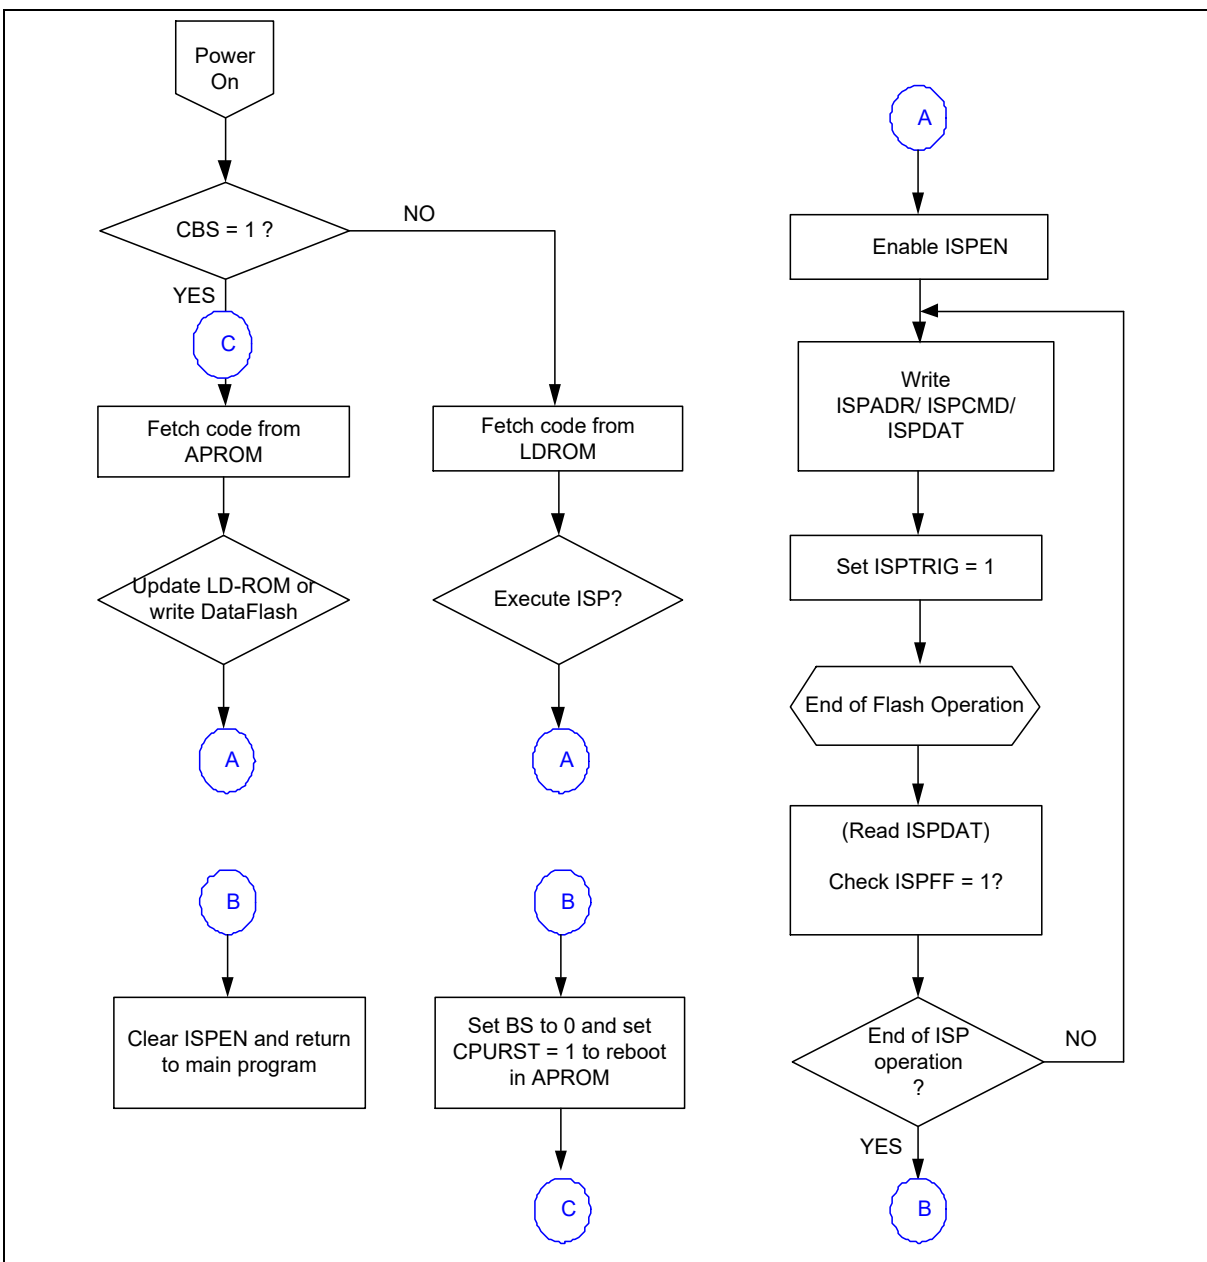 Power
On
CBS = 1 ?
NO
YES
C
Fetch code from
APROM
Fetch code from
LDROM
Update LD-ROM or
write DataFlash
Execute ISP?
A
A
B
B
Clear ISPEN and return
to main program
Set BS to 0 and set
CPURST = 1 to reboot
in APROM
C
A
Enable ISPEN
Write
ISPADR/ ISPCMD/
ISPDAT
Set ISPTRIG = 1
End of Flash Operation
(Read ISPDAT)
Check ISPFF = 1?
End of ISP
operation
?
NO
YES
B